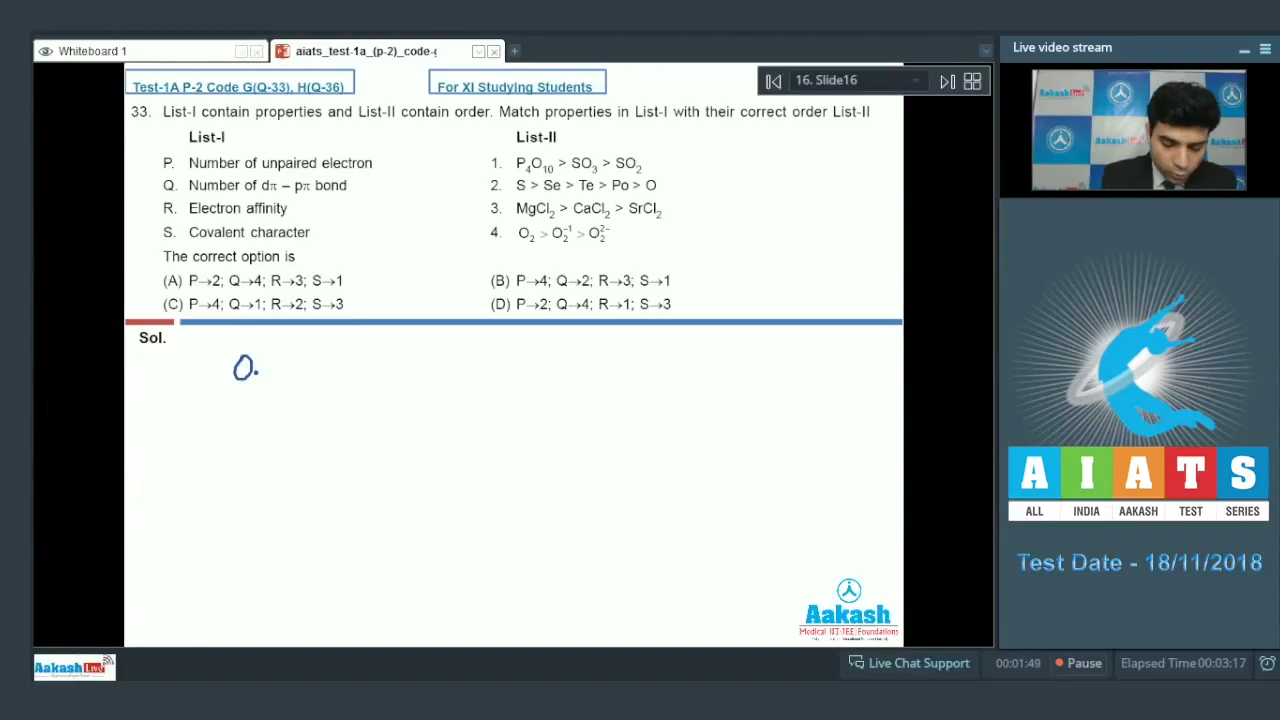 Whiteboard 1
aiats_test-1a_(p-2)_code-g
Live video stream
Test-1A P-2 Code G(Q-33), H(Q-36)
For XI Studying Students
16. Slide16
33. List-I contain properties and List-II contain order. Match properties in List-I with their correct order List-II
List-I List-II
P. Number of unpaired electron 1. P₄O₁₀ > SO₃ > SO₂
Q. Number of dπ – pπ bond 2. S > Se > Te > Po > O
R. Electron affinity 3. MgCl₂ > CaCl₂ > SrCl₂
S. Covalent character 4. O₂ > O₂⁻¹ > O₂²⁻
The correct option is
(A) P→2; Q→4; R→3; S→1 (B) P→4; Q→2; R→3; S→1
(C) P→4; Q→1; R→2; S→3 (D) P→2; Q→4; R→1; S→3
Sol.
O.
Aakash
Medical | IIT-JEE | Foundations
A I A T S
ALL INDIA AAKASH TEST SERIES
Test Date - 18/11/2018
Aakash Live
Live Chat Support
00:01:49
Pause
Elapsed Time 00:03:17